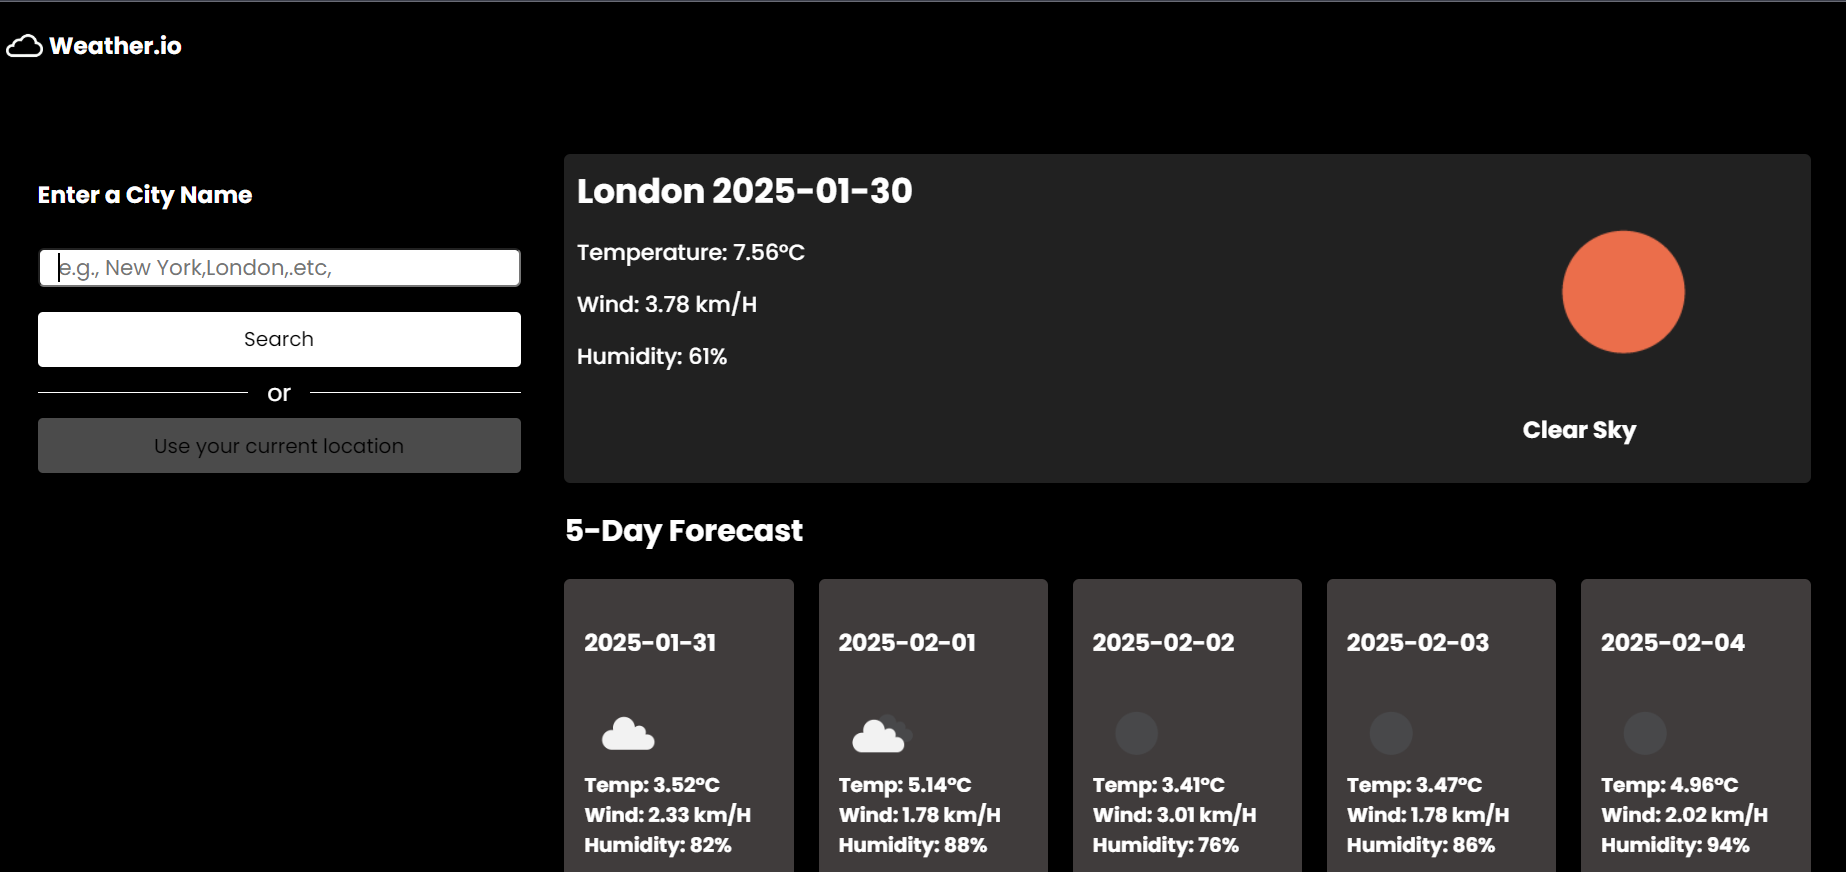 Weather.io
Enter a City Name
e.g., New York,London,.etc,
Search
or
Use your current location
London 2025-01-30
Temperature: 7.56°C
Wind: 3.78 km/H
Humidity: 61%
Clear Sky
5-Day Forecast
2025-01-31
Temp: 3.52°C
Wind: 2.33 km/H
Humidity: 82%
2025-02-01
Temp: 5.14°C
Wind: 1.78 km/H
Humidity: 88%
2025-02-02
Temp: 3.41°C
Wind: 3.01 km/H
Humidity: 76%
2025-02-03
Temp: 3.47°C
Wind: 1.78 km/H
Humidity: 86%
2025-02-04
Temp: 4.96°C
Wind: 2.02 km/H
Humidity: 94%